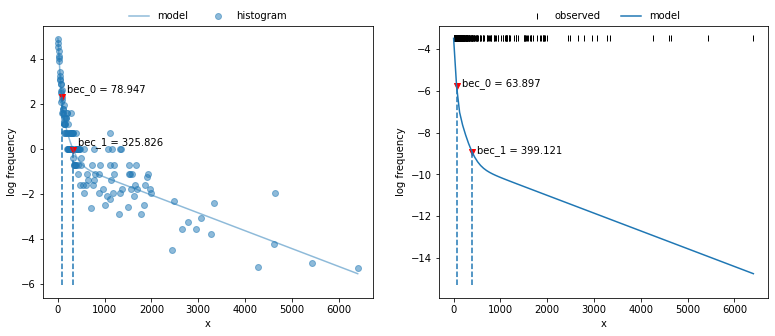 model histogram
observed model
4
2
0
−2
−4
−6
log frequency
bec_0 = 78.947
bec_1 = 325.826
0 1000 2000 3000 4000 5000 6000
x
−4
−6
−8
−10
−12
−14
log frequency
bec_0 = 63.897
bec_1 = 399.121
0 1000 2000 3000 4000 5000 6000
x